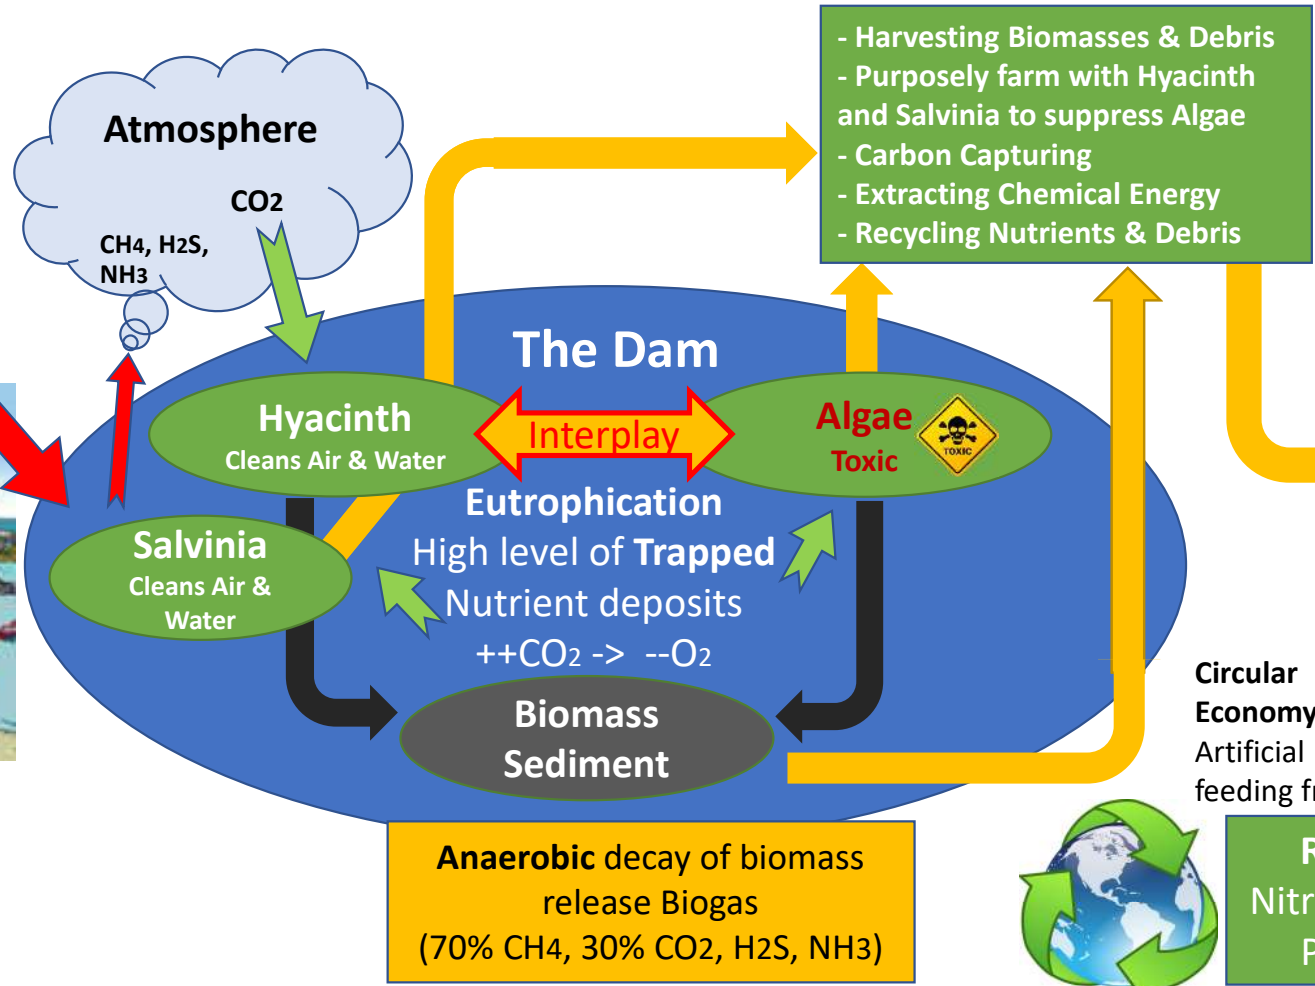 - Harvesting Biomasses & Debris
- Purposely farm with Hyacinth
and Salvinia to suppress Algae
- Carbon Capturing
- Extracting Chemical Energy
- Recycling Nutrients & Debris
Atmosphere
CO2
CH4, H2S,
NH3
The Dam
Hyacinth
Cleans Air & Water
Interplay
Algae
Toxic
TOXIC
Eutrophication
High level of Trapped
Nutrient deposits
++CO2 -> --O2
Salvinia
Cleans Air &
Water
Biomass
Sediment
Circular
Economy
Artificial
feeding fr
Anaerobic decay of biomass
release Biogas
(70% CH4, 30% CO2, H2S, NH3)
R
Nitr
P